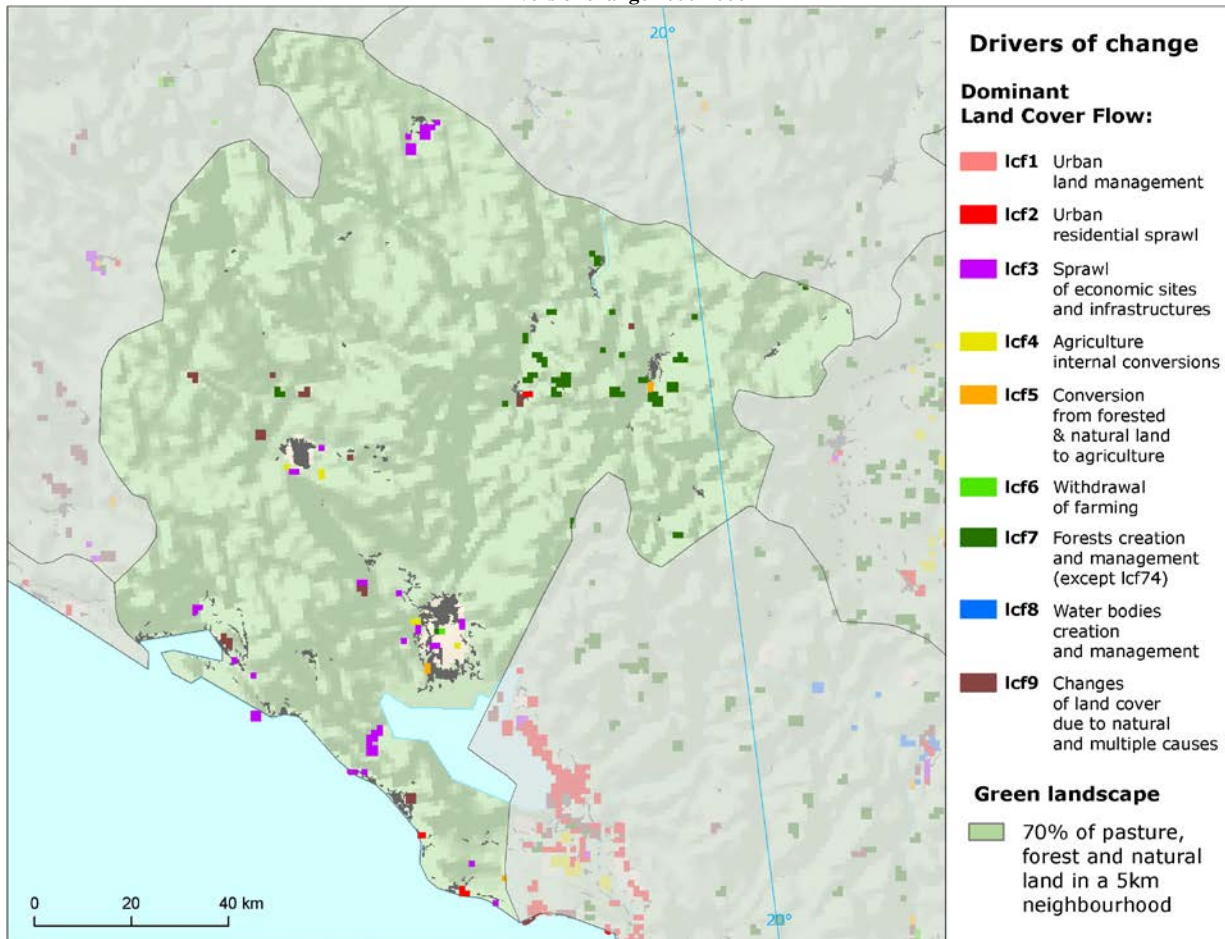 20°
Drivers of change
Dominant
Land Cover Flow:
lcf1 Urban
land management
lcf2 Urban
residential sprawl
lcf3 Sprawl
of economic sites
and infrastructures
lcf4 Agriculture
internal conversions
lcf5 Conversion
from forested
& natural land
to agriculture
lcf6 Withdrawal
of farming
lcf7 Forests creation
and management
(except lcf74)
lcf8 Water bodies
creation
and management
lcf9 Changes
of land cover
due to natural
and multiple causes
Green landscape
70% of pasture,
forest and natural
land in a 5km
neighbourhood
0 20 40 km
20°